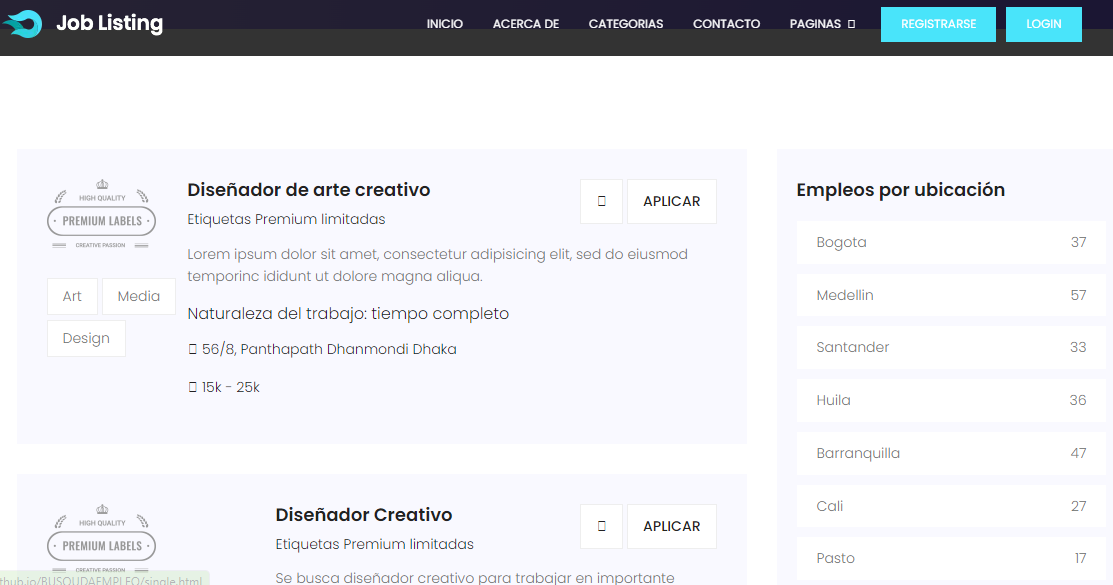 Job Listing
INICIO
ACERCA DE
CATEGORIAS
CONTACTO
PAGINAS
REGISTRARSE
LOGIN
HIGH QUALITY
· PREMIUM LABELS ·
CREATIVE PASSION
Art
Media
Design
Diseñador de arte creativo
APLICAR
Etiquetas Premium limitadas
Lorem ipsum dolor sit amet, consectetur adipisicing elit, sed do eiusmod
temporinc ididunt ut dolore magna aliqua.
Naturaleza del trabajo: tiempo completo
56/8, Panthapath Dhanmondi Dhaka
15k - 25k
HIGH QUALITY
· PREMIUM LABELS ·
CREATIVE PASSION
Diseñador Creativo
APLICAR
Etiquetas Premium limitadas
Se busca diseñador creativo para trabajar en importante
Empleos por ubicación
Bogota 37
Medellin 57
Santander 33
Huila 36
Barranquilla 47
Cali 27
Pasto 17
thub.io/BUSQUDAEMPLEO/single.html